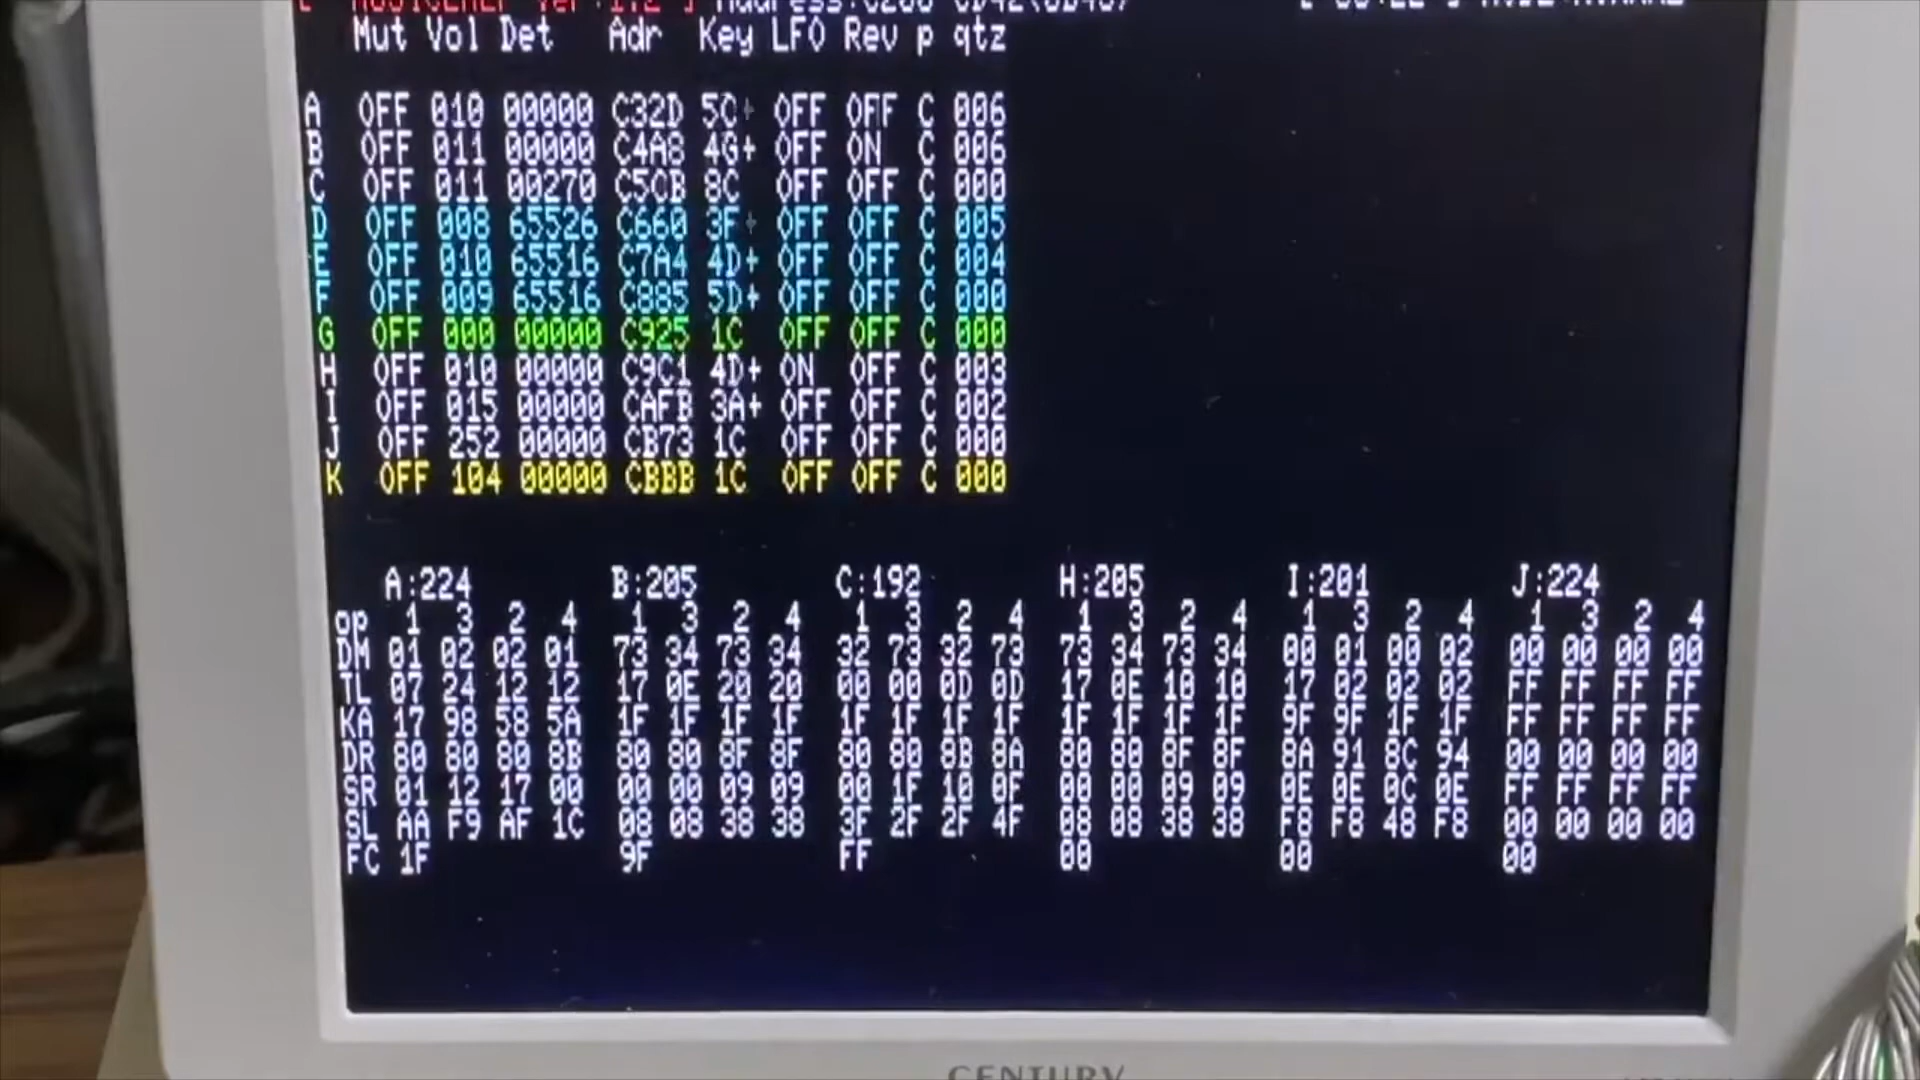 Mut Vol Det Adr Key LFO Rev p qtz
A OFF 010 00000 C32D 5C+ OFF OFF C 006
B OFF 011 00000 C4A8 4G+ OFF ON C 006
C OFF 011 00270 C5CB 8C OFF OFF C 000
D OFF 008 65526 C660 3F+ OFF OFF C 005
E OFF 010 65516 C7A4 4D+ OFF OFF C 004
F OFF 009 65516 C885 5D+ OFF OFF C 000
G OFF 000 00000 C925 1C OFF OFF C 000
H OFF 010 00000 C9C1 4D+ ON OFF C 003
I OFF 015 00000 CAFB 3A+ OFF OFF C 002
J OFF 252 00000 CB73 1C OFF OFF C 000
K OFF 104 00000 CBBB 1C OFF OFF C 000
A:224 B:205 C:192 H:205 I:201 J:224
op 1 3 2 4 1 3 2 4 1 3 2 4 1 3 2 4 1 3 2 4 1 3 2 4
DM 01 02 02 01 73 34 73 34 32 73 32 73 73 34 73 34 00 01 00 02 00 00 00 00
TL 07 24 12 12 17 0E 20 20 00 00 0D 0D 17 0E 18 18 17 02 02 02 FF FF FF FF
KA 17 98 58 5A 1F 1F 1F 1F 1F 1F 1F 1F 1F 1F 1F 1F 9F 9F 1F 1F FF FF FF FF
DR 80 80 80 8B 80 80 8F 8F 80 80 8B 8A 80 80 8F 8F 8A 91 8C 94 00 00 00 00
SR 01 12 17 00 00 00 09 09 00 1F 10 0F 00 00 09 09 0E 0E 0C 0E FF FF FF FF
SL AA F9 AF 1C 08 08 38 38 3F 2F 2F 4F 08 08 38 38 F8 F8 48 F8 00 00 00 00
FC 1F 9F FF 00 00 00
CENTURY